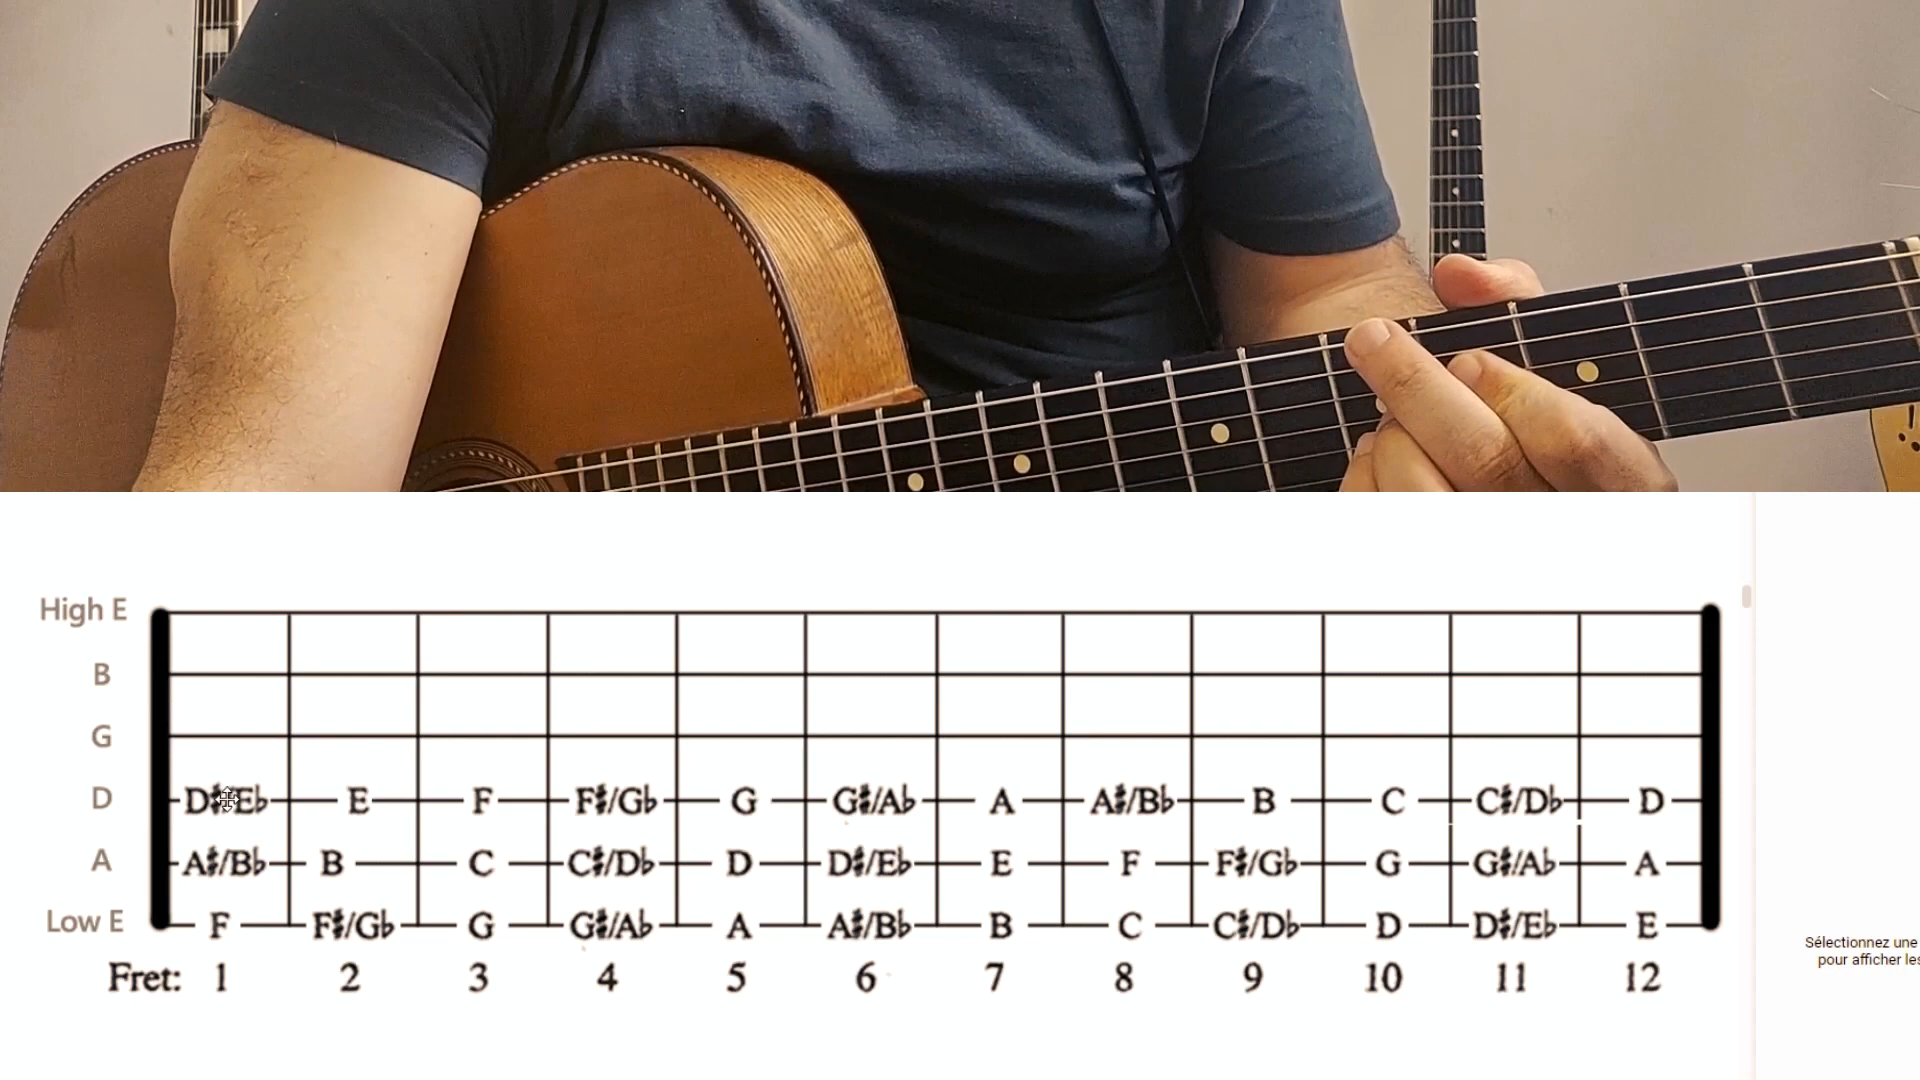 High E
B
G
D D♯/E♭ E F F♯/G♭ G G♯/A♭ A A♯/B♭ B C C♯/D♭ D
A A♯/B♭ B C C♯/D♭ D D♯/E♭ E F F♯/G♭ G G♯/A♭ A
Low E F F♯/G♭ G G♯/A♭ A A♯/B♭ B C C♯/D♭ D D♯/E♭ E
Fret: 1 2 3 4 5 6 7 8 9 10 11 12
Sélectionnez une
pour afficher les